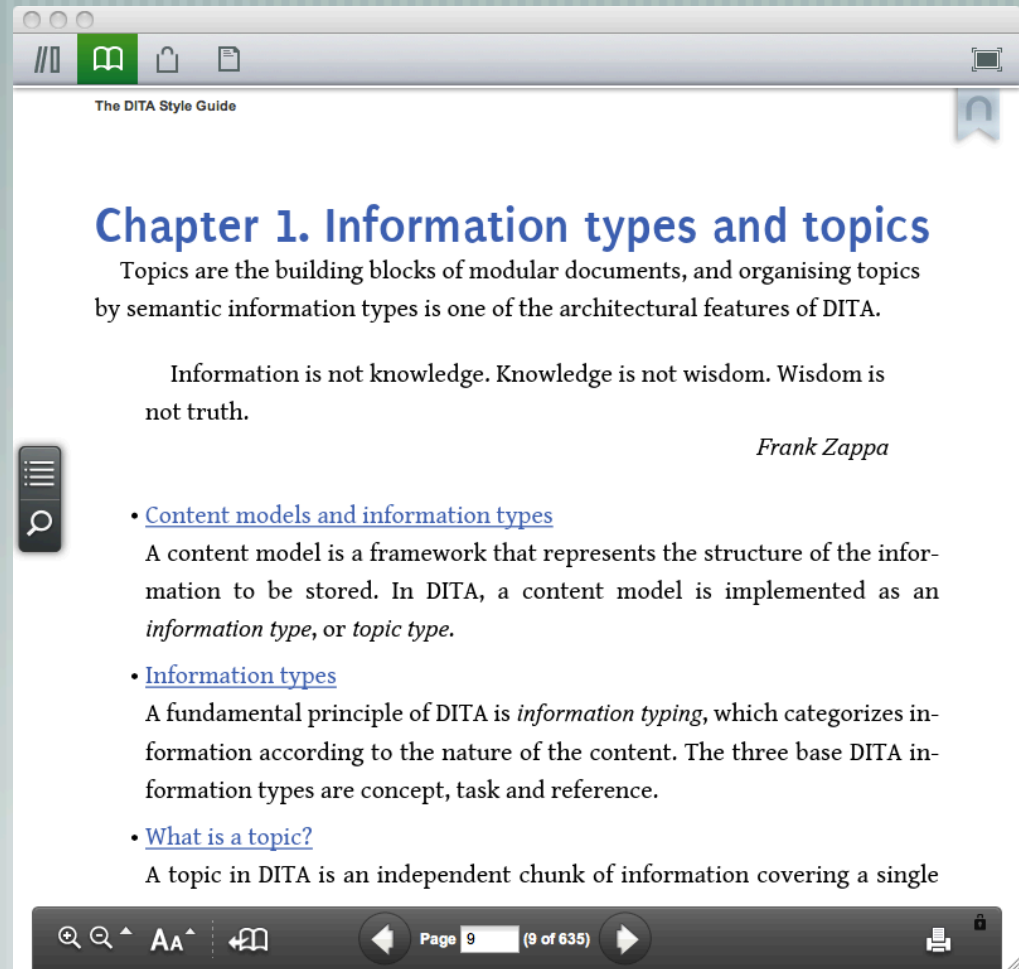 The DITA Style Guide
Chapter 1. Information types and topics
Topics are the building blocks of modular documents, and organising topics
by semantic information types is one of the architectural features of DITA.
Information is not knowledge. Knowledge is not wisdom. Wisdom is
not truth.
Frank Zappa
• Content models and information types
A content model is a framework that represents the structure of the infor-
mation to be stored. In DITA, a content model is implemented as an
information type, or topic type.
• Information types
A fundamental principle of DITA is information typing, which categorizes in-
formation according to the nature of the content. The three base DITA in-
formation types are concept, task and reference.
• What is a topic?
A topic in DITA is an independent chunk of information covering a single
AA Page 9 (9 of 635)